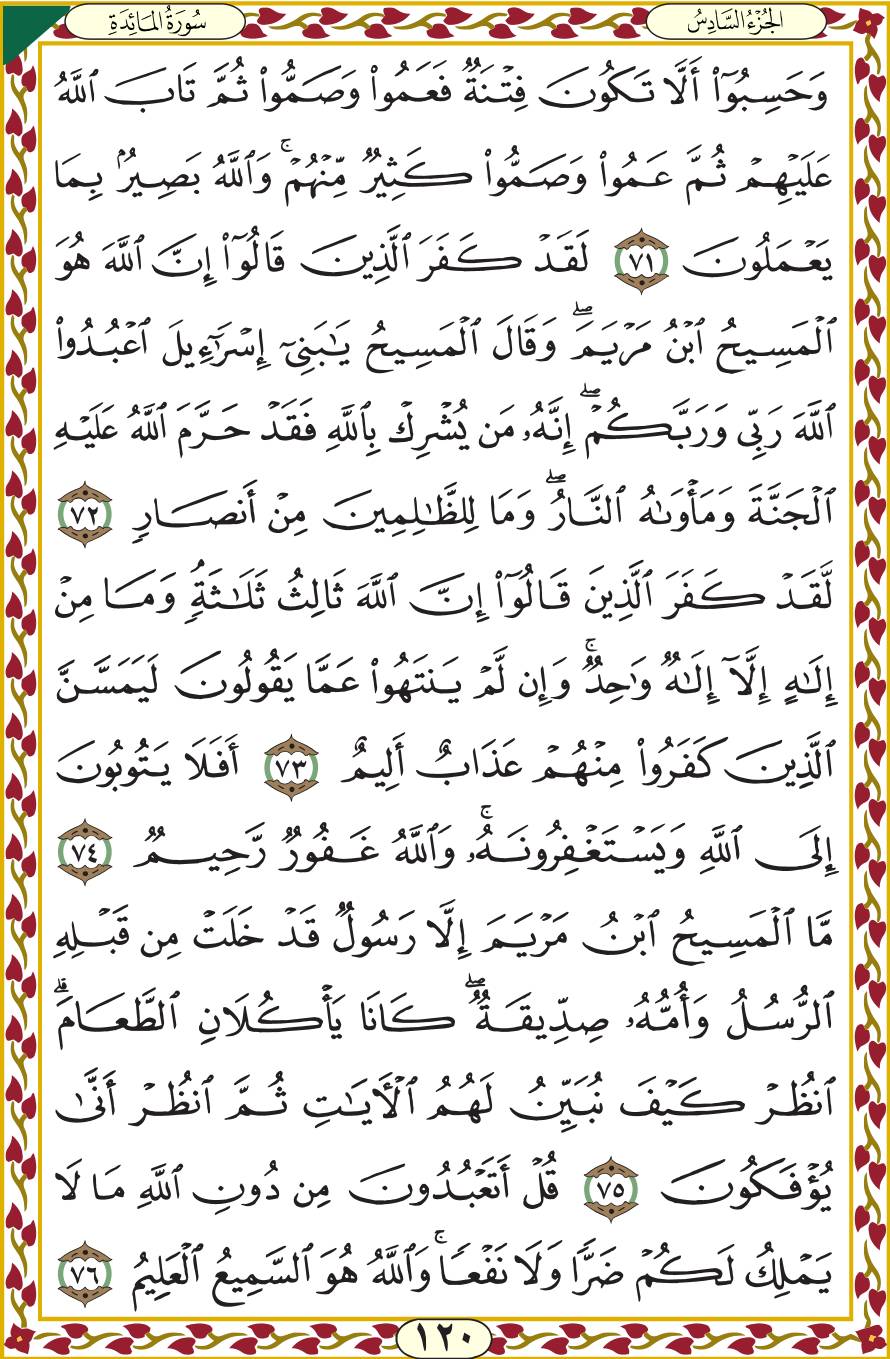 الجُزْءُ السَّادِسُ
سُورَةُ المَائِدَةِ
وَحَسِبُوٓا۟ أَلَّا تَكُونَ فِتْنَةٌ فَعَمُوا۟ وَصَمُّوا۟ ثُمَّ تَابَ ٱللَّهُ
عَلَيْهِمْ ثُمَّ عَمُوا۟ وَصَمُّوا۟ كَثِيرٌ مِّنْهُمْ ۚ وَٱللَّهُ بَصِيرٌۢ بِمَا
يَعْمَلُونَ ٧١ لَقَدْ كَفَرَ ٱلَّذِينَ قَالُوٓا۟ إِنَّ ٱللَّهَ هُوَ
ٱلْمَسِيحُ ٱبْنُ مَرْيَمَ ۖ وَقَالَ ٱلْمَسِيحُ يَٰبَنِىٓ إِسْرَٰٓءِيلَ ٱعْبُدُوا۟
ٱللَّهَ رَبِّى وَرَبَّكُمْ ۖ إِنَّهُۥ مَن يُشْرِكْ بِٱللَّهِ فَقَدْ حَرَّمَ ٱللَّهُ عَلَيْهِ
ٱلْجَنَّةَ وَمَأْوَىٰهُ ٱلنَّارُ ۖ وَمَا لِلظَّٰلِمِينَ مِنْ أَنصَارٍ ٧٢
لَّقَدْ كَفَرَ ٱلَّذِينَ قَالُوٓا۟ إِنَّ ٱللَّهَ ثَالِثُ ثَلَٰثَةٍ ۘ وَمَا مِنْ
إِلَٰهٍ إِلَّآ إِلَٰهٌ وَٰحِدٌ ۚ وَإِن لَّمْ يَنتَهُوا۟ عَمَّا يَقُولُونَ لَيَمَسَّنَّ
ٱلَّذِينَ كَفَرُوا۟ مِنْهُمْ عَذَابٌ أَلِيمٌ ٧٣ أَفَلَا يَتُوبُونَ
إِلَى ٱللَّهِ وَيَسْتَغْفِرُونَهُۥ ۚ وَٱللَّهُ غَفُورٌ رَّحِيمٌ ٧٤
مَّا ٱلْمَسِيحُ ٱبْنُ مَرْيَمَ إِلَّا رَسُولٌ قَدْ خَلَتْ مِن قَبْلِهِ
ٱلرُّسُلُ وَأُمُّهُۥ صِدِّيقَةٌ ۖ كَانَا يَأْكُلَانِ ٱلطَّعَامَ ۗ
ٱنظُرْ كَيْفَ نُبَيِّنُ لَهُمُ ٱلْأَيَٰتِ ثُمَّ ٱنظُرْ أَنَّىٰ
يُؤْفَكُونَ ٧٥ قُلْ أَتَعْبُدُونَ مِن دُونِ ٱللَّهِ مَا لَا
يَمْلِكُ لَكُمْ ضَرًّا وَلَا نَفْعًا ۚ وَٱللَّهُ هُوَ ٱلسَّمِيعُ ٱلْعَلِيمُ ٧٦
١٢٠